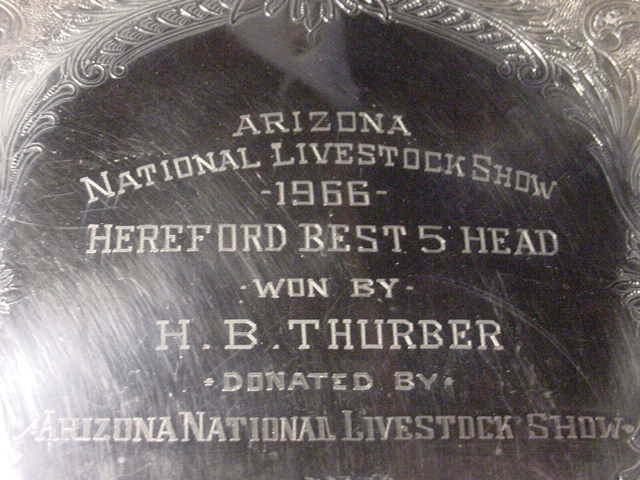 ARIZONA
NATIONAL LIVESTOCK SHOW
-1966-
HEREFORD BEST 5 HEAD
·WON BY·
H. B. THURBER
·DONATED BY·
·ARIZONA NATIONAL LIVESTOCK SHOW·